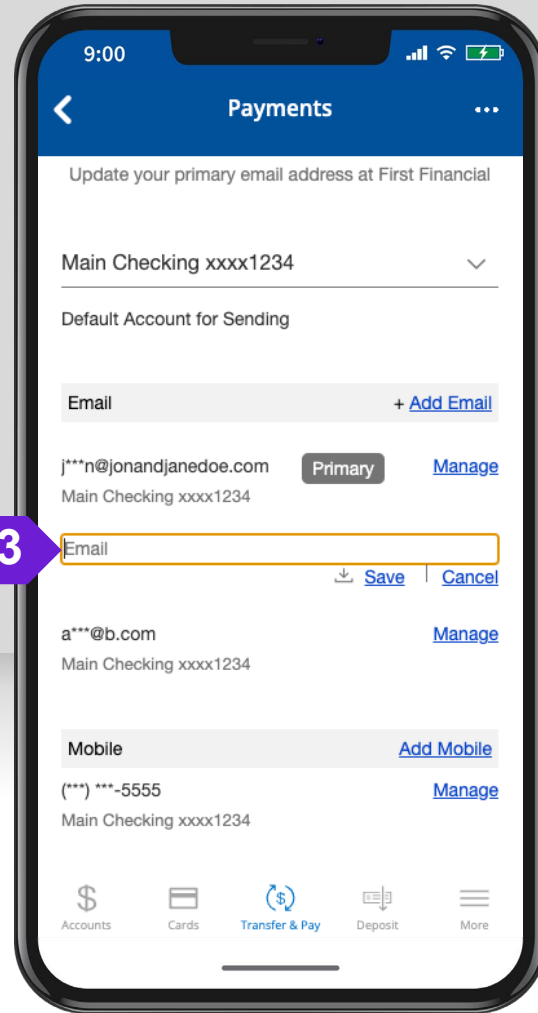 9:00
Payments
Update your primary email address at First Financial
Main Checking xxxx1234
Default Account for Sending
Email + Add Email
j***n@jonandjanedoe.com Primary Manage
Main Checking xxxx1234
3
Email
Save | Cancel
a***@b.com Manage
Main Checking xxxx1234
Mobile Add Mobile
(***) ***-5555 Manage
Main Checking xxxx1234
$
Accounts Cards Transfer & Pay Deposit More